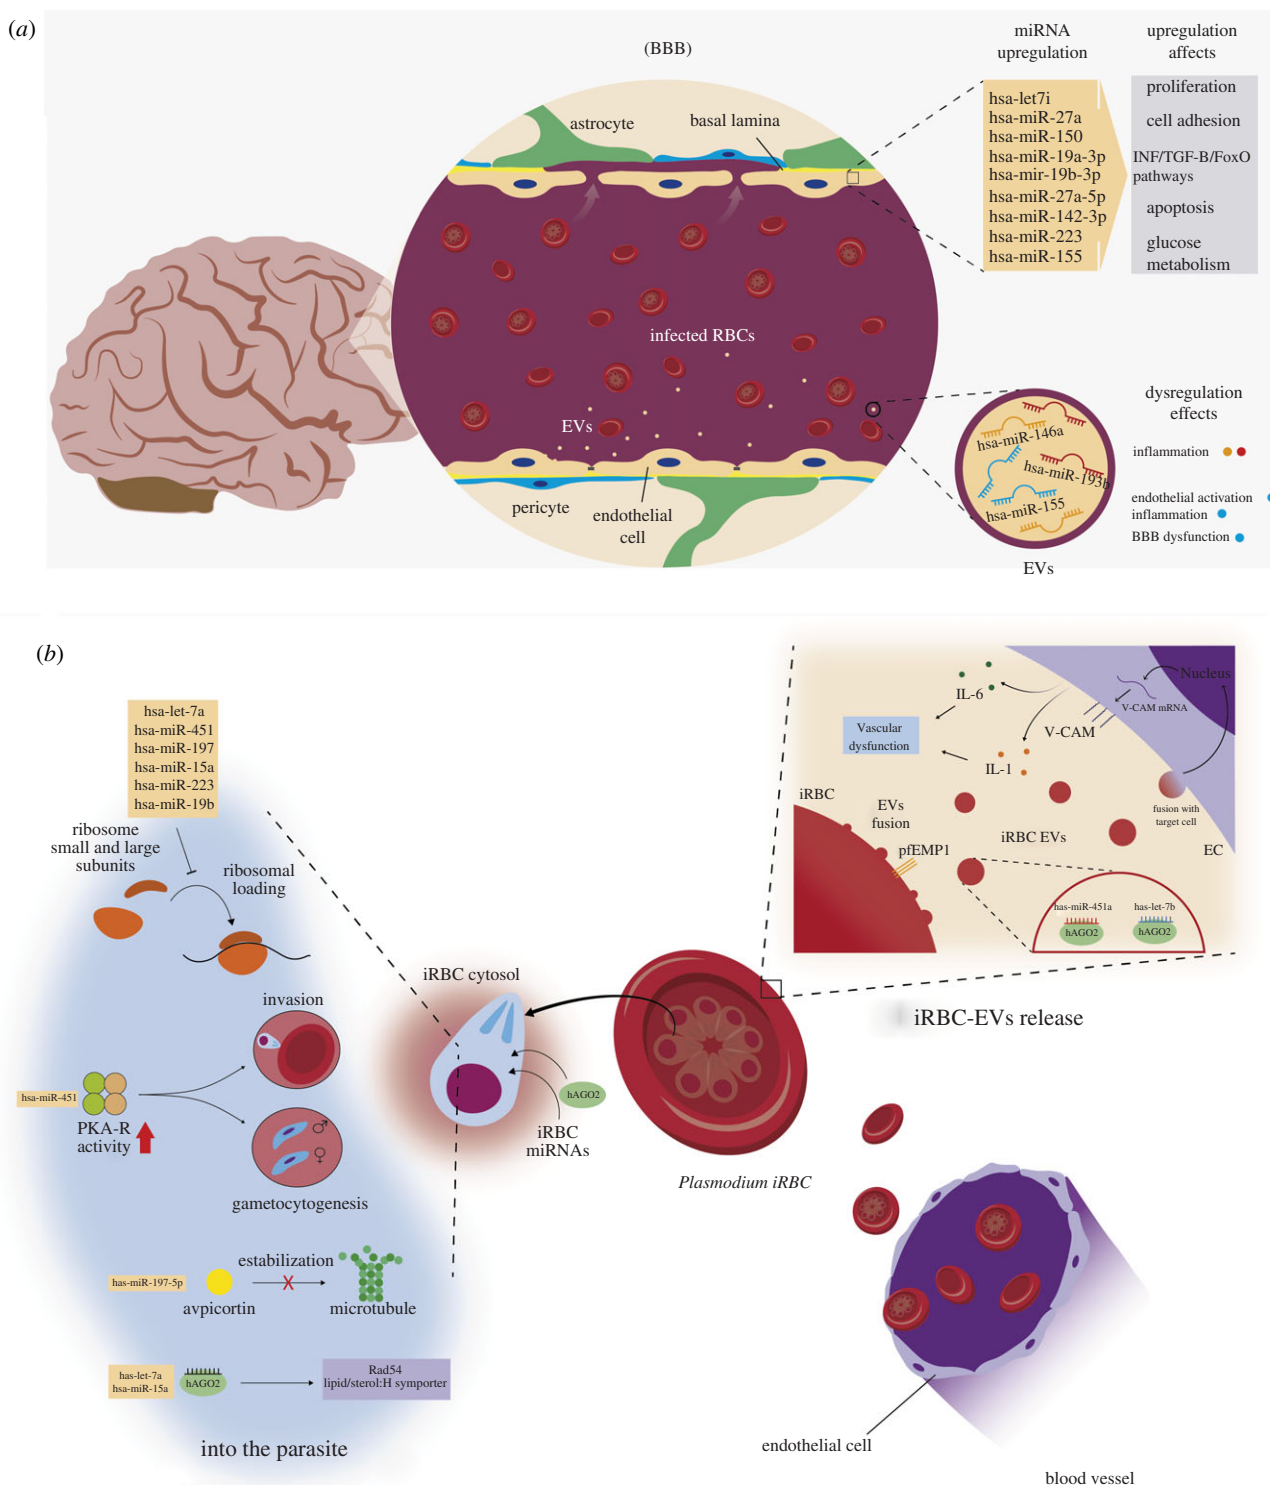 (a)
(BBB)
miRNA
upregulation
upregulation
affects
astrocyte
basal lamina
hsa-let7i
hsa-miR-27a
hsa-miR-150
hsa-miR-19a-3p
hsa-mir-19b-3p
hsa-miR-27a-5p
hsa-miR-142-3p
hsa-miR-223
hsa-miR-155
proliferation
cell adhesion
INF/TGF-B/FoxO
pathways
apoptosis
glucose
metabolism
infected RBCs
EVs
pericyte
endothelial
cell
hsa-miR-146a
hsa-miR-193b
hsa-miR-155
EVs
dysregulation
effects
inflammation
endothelial activation
inflammation
BBB dysfunction
(b)
hsa-let-7a
hsa-miR-451
hsa-miR-197
hsa-miR-15a
hsa-miR-223
hsa-miR-19b
ribosome
small and large
subunits
ribosomal
loading
invasion
hsa-miR-451
PKA-R
activity
gametocytogenesis
has-miR-197-5p
avpicortin
estabilization
microtubule
has-let-7a
hsa-miR-15a
hAGO2
Rad54
lipid/sterol:H symporter
into the parasite
iRBC cytosol
hAGO2
iRBC
miRNAs
Plasmodium iRBC
IL-6
Vascular
dysfunction
IL-1
V-CAM
V-CAM mRNA
Nucleus
iRBC
EVs
fusion
pfEMP1
iRBC EVs
fusion with
target cell
EC
has-miR-451a
hAGO2
has-let-7b
hAGO2
iRBC-EVs release
endothelial cell
blood vessel